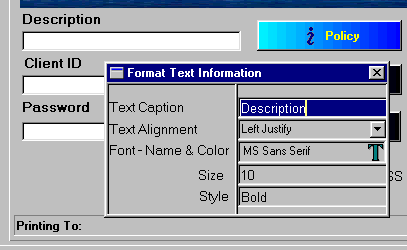 Description
Policy
Client ID
Format Text Information
Text Caption Description
Password
Text Alignment Left Justify
Font - Name & Color MS Sans Serif T
Size 10
SS
Style Bold
Printing To: